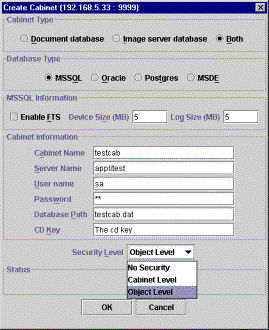 Create Cabinet (192.168.5.33 : 9999)
Cabinet Type
Document database Image server database Both
Database Type
MSSQL Oracle Postgres MSDE
MSSQL Information
Enable FTS Device Size (MB) 5 Log Size (MB) 5
Cabinet information
Cabinet Name testcab
Server Name applitest
User name sa
Password **
Database Path testcab.dat
CD Key The cd key
Security Level Object Level
No Security
Cabinet Level
Object Level
Status
OK Cancel